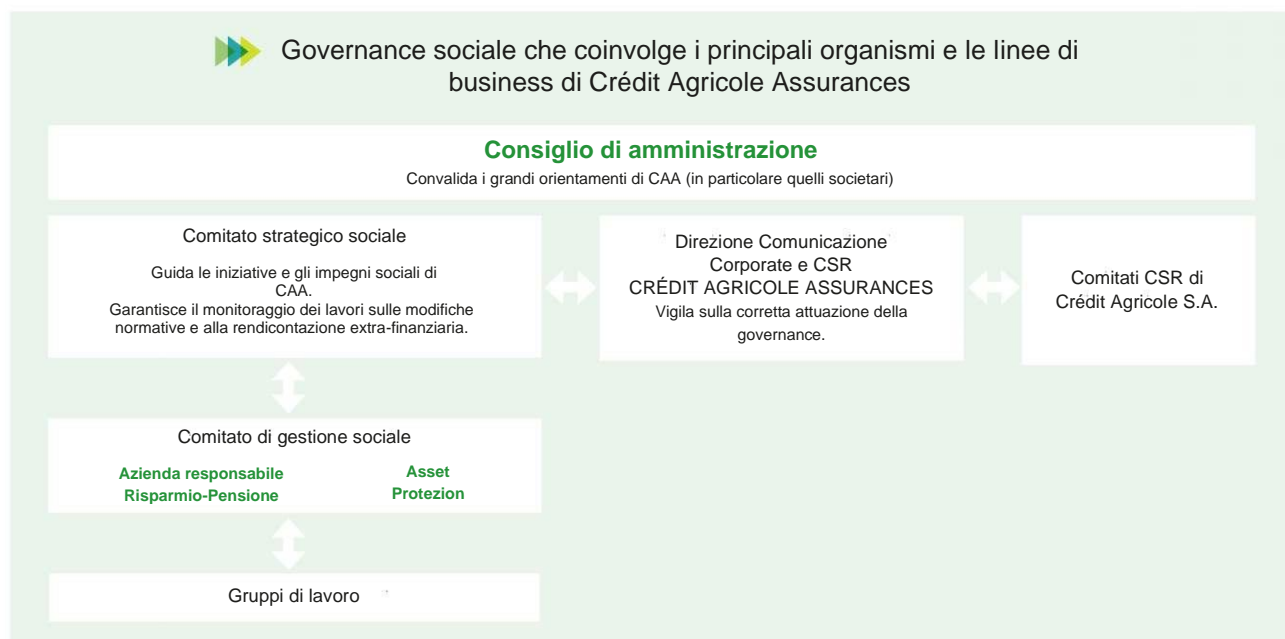 Governance sociale che coinvolge i principali organismi e le linee di
business di Crédit Agricole Assurances
Consiglio di amministrazione
Convalida i grandi orientamenti di CAA (in particolare quelli societari)
Comitato strategico sociale
Guida le iniziative e gli impegni sociali di
CAA.
Garantisce il monitoraggio dei lavori sulle modifiche
normative e alla rendicontazione extra-finanziaria.
Direzione Comunicazione
Corporate e CSR
CRÉDIT AGRICOLE ASSURANCES
Vigila sulla corretta attuazione della
governance.
Comitati CSR di
Crédit Agricole S.A.
Comitato di gestione sociale
Azienda responsabile
Risparmio-Pensione
Asset
Protezion
Gruppi di lavoro